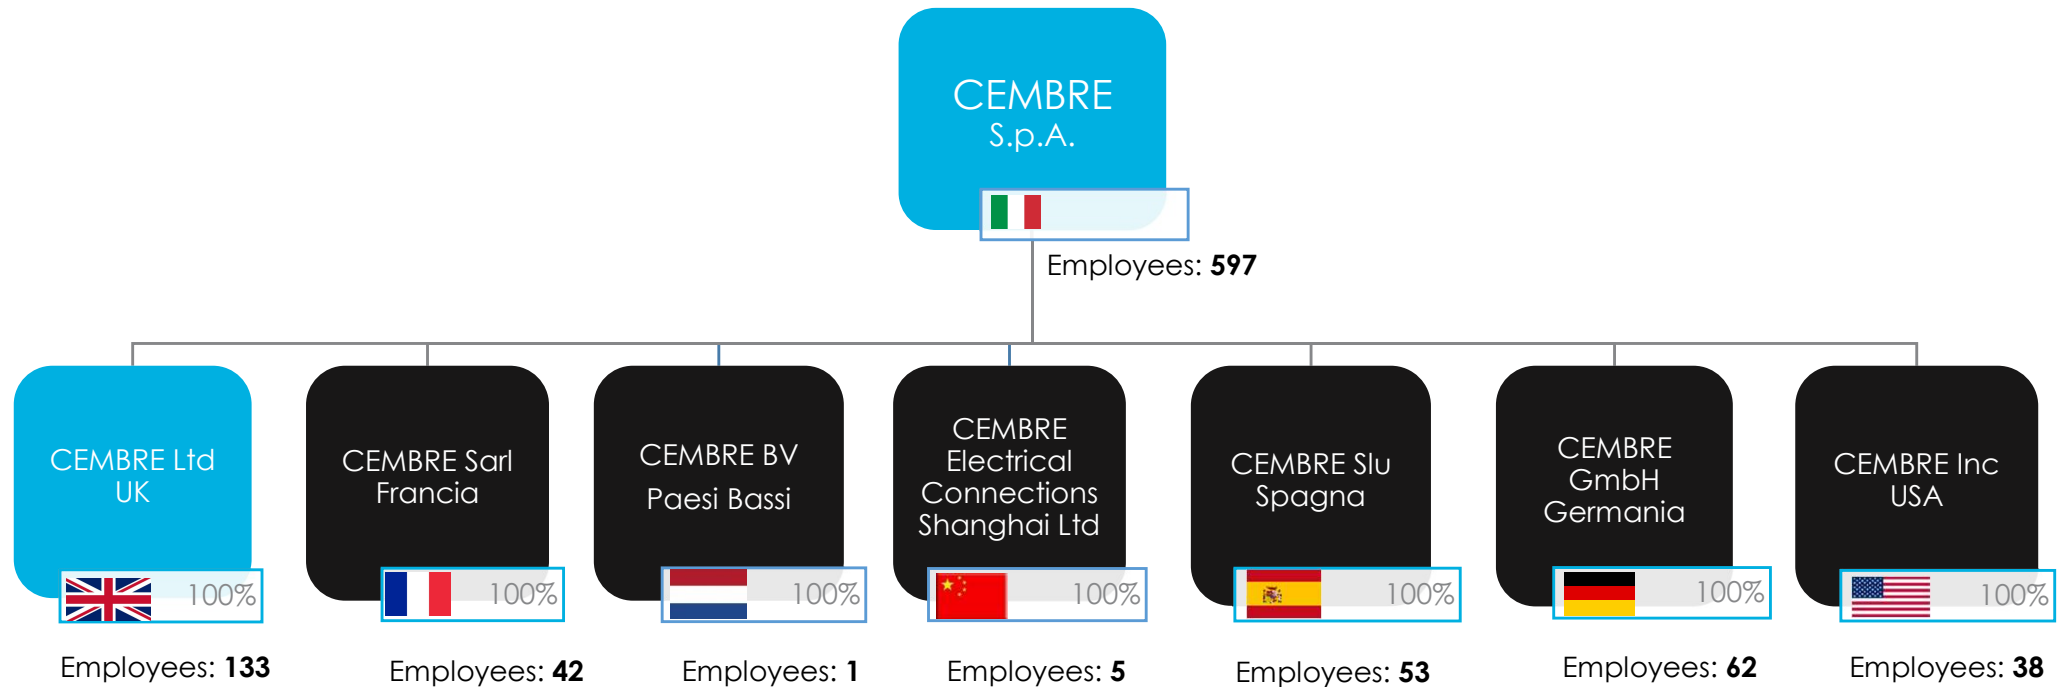 CEMBRE
S.p.A.
Employees: 597
CEMBRE Ltd
UK
100%
Employees: 133
CEMBRE Sarl
Francia
100%
Employees: 42
CEMBRE BV
Paesi Bassi
100%
Employees: 1
CEMBRE
Electrical
Connections
Shanghai Ltd
100%
Employees: 5
CEMBRE Slu
Spagna
100%
Employees: 53
CEMBRE
GmbH
Germania
100%
Employees: 62
CEMBRE Inc
USA
100%
Employees: 38